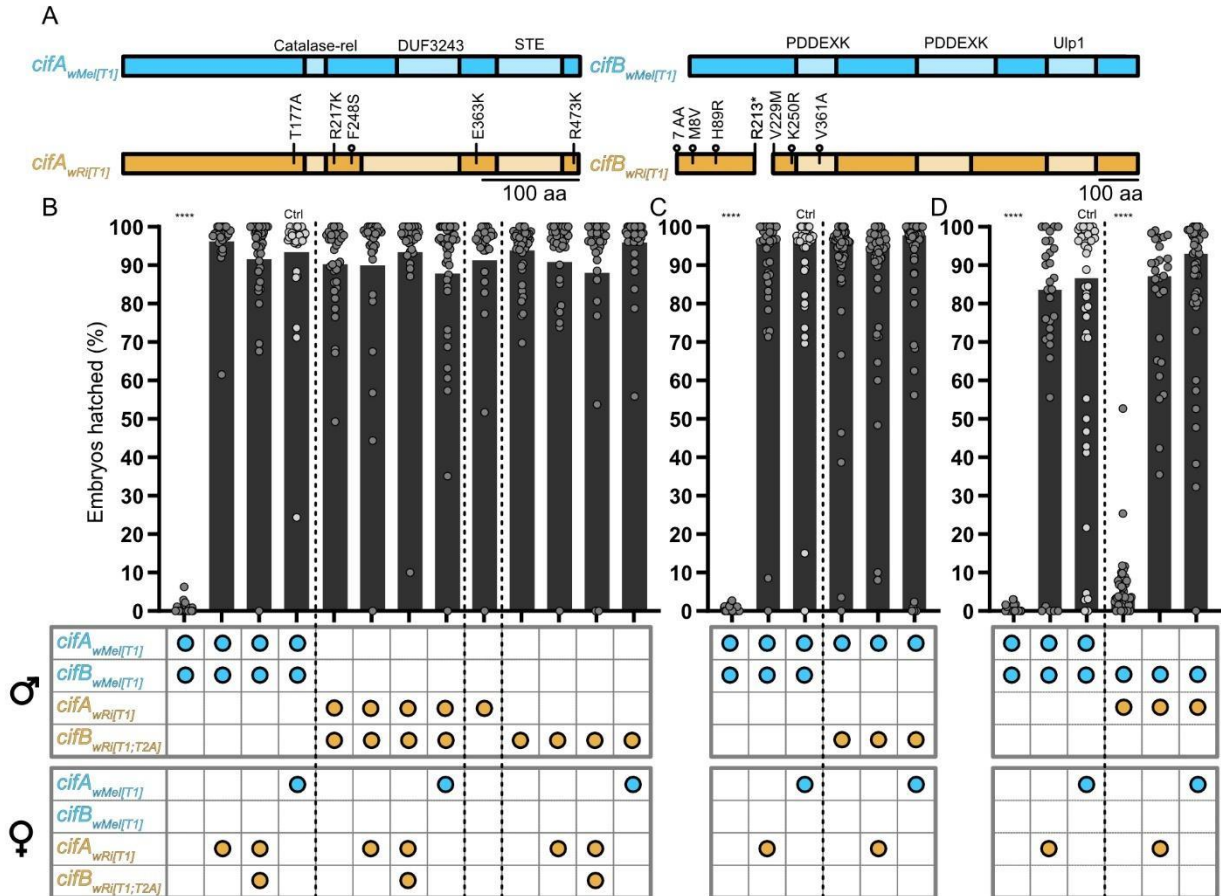 A
Catalase-rel DUF3243 STE
cifA wMel[T1]
PDDEXK PDDEXK Ulp1
cifB wMel[T1]
T177A R217K F248S E363K R473K
cifA wRi[T1]
100 aa
7 AA M8V H89R R213* V229M K250R V361A
cifB wRi[T1]
100 aa
B C D
**** Ctrl
**** Ctrl
**** Ctrl ****
Embryos hatched (%)
100
90
80
70
60
50
40
30
20
10
0
100
90
80
70
60
50
40
30
20
10
0
100
90
80
70
60
50
40
30
20
10
0
♂
cifA wMel[T1]
cifB wMel[T1]
cifA wRi[T1]
cifB wRi[T1;T2A]
♀
cifA wMel[T1]
cifB wMel[T1]
cifA wRi[T1]
cifB wRi[T1;T2A]